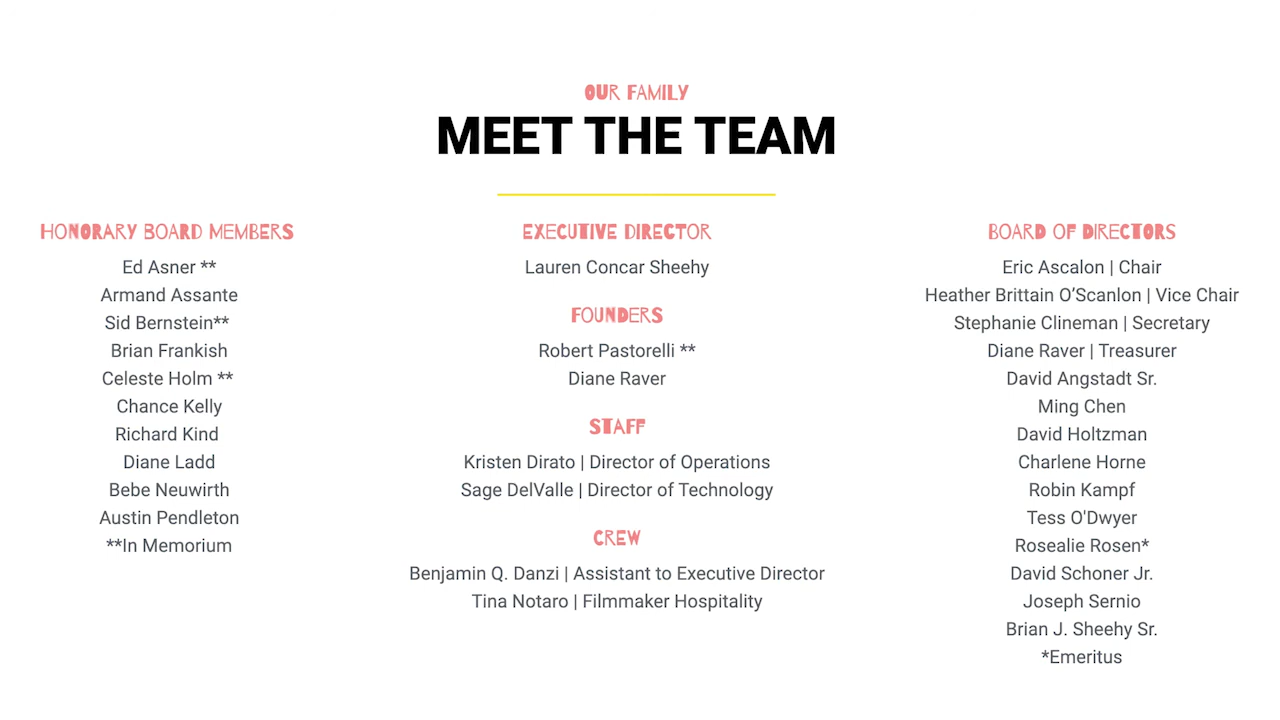 OUR FAMILY
MEET THE TEAM
HONORARY BOARD MEMBERS
Ed Asner **
Armand Assante
Sid Bernstein**
Brian Frankish
Celeste Holm **
Chance Kelly
Richard Kind
Diane Ladd
Bebe Neuwirth
Austin Pendleton
**In Memorium
EXECUTIVE DIRECTOR
Lauren Concar Sheehy
FOUNDERS
Robert Pastorelli **
Diane Raver
STAFF
Kristen Dirato | Director of Operations
Sage DelValle | Director of Technology
CREW
Benjamin Q. Danzi | Assistant to Executive Director
Tina Notaro | Filmmaker Hospitality
BOARD OF DIRECTORS
Eric Ascalon | Chair
Heather Brittain O’Scanlon | Vice Chair
Stephanie Clineman | Secretary
Diane Raver | Treasurer
David Angstadt Sr.
Ming Chen
David Holtzman
Charlene Horne
Robin Kampf
Tess O'Dwyer
Rosealie Rosen*
David Schoner Jr.
Joseph Sernio
Brian J. Sheehy Sr.
*Emeritus